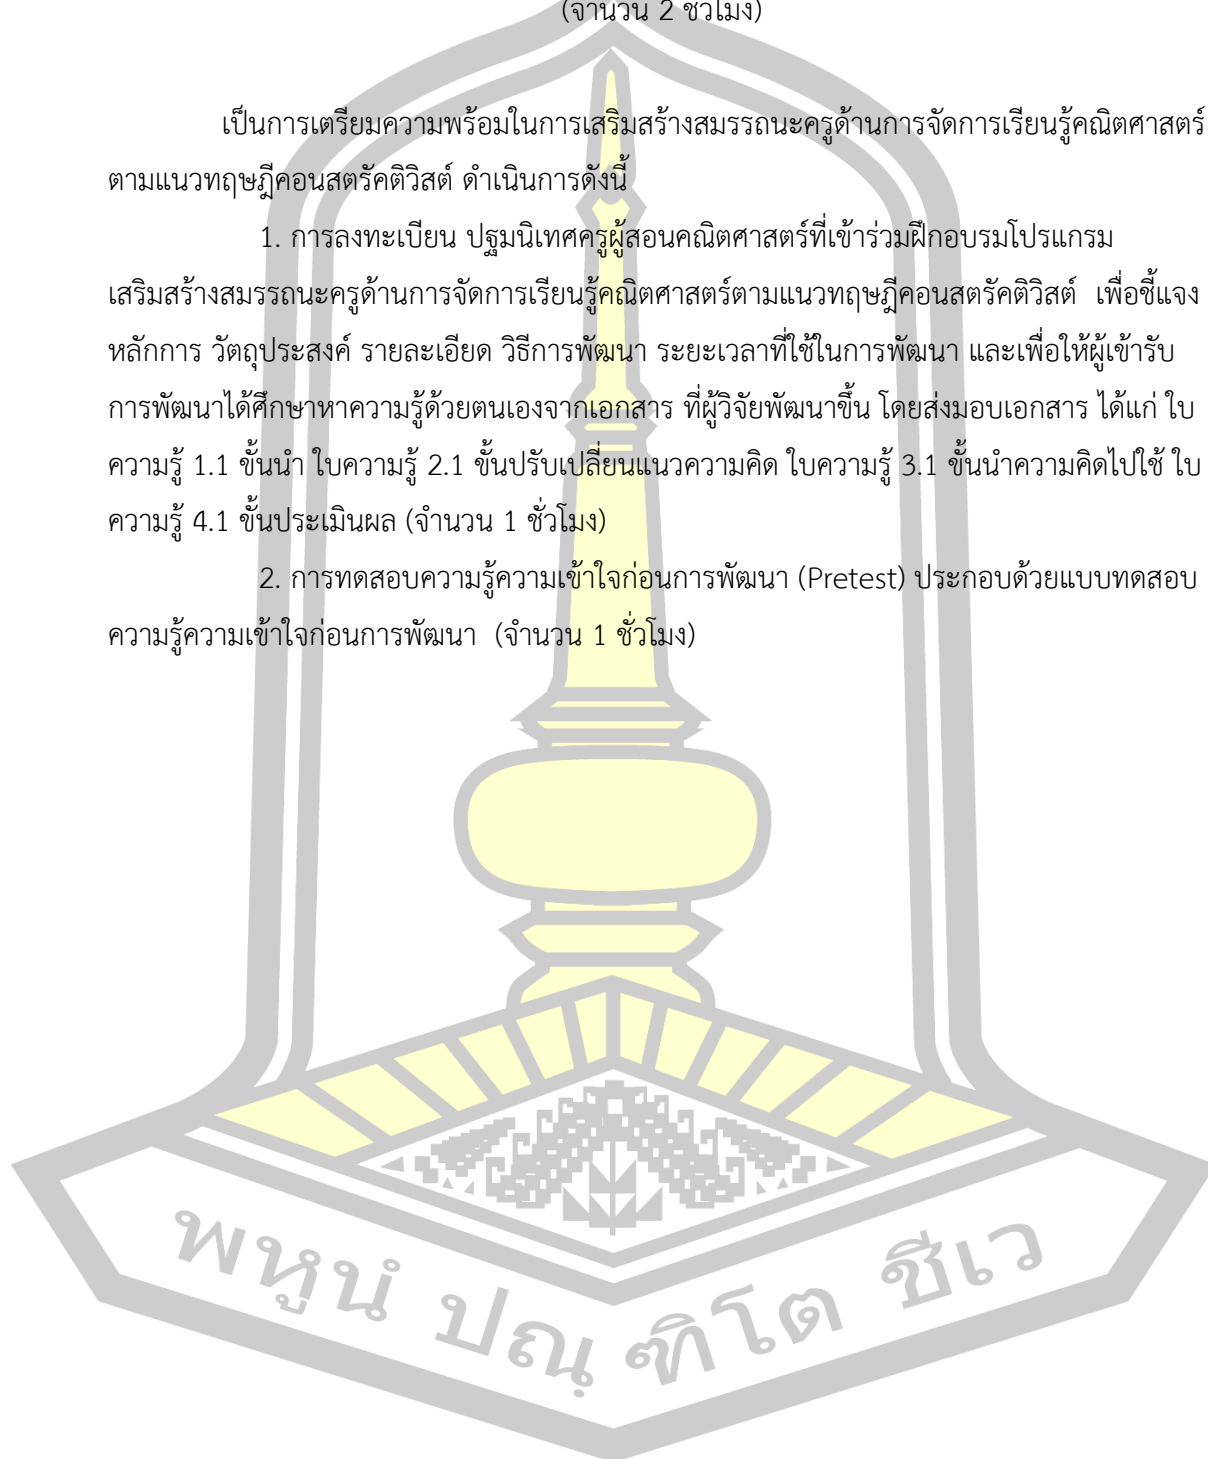 (จำนวน 2 ชั่วโมง)
เป็นการเตรียมความพร้อมในการเสริมสร้างสมรรถนะครูด้านการจัดการเรียนรู้คณิตศาสตร์
ตามแนวทฤษฎีคอนสตรัคติวิสต์ ดำเนินการดังนี้
1. การลงทะเบียน ปฐมนิเทศครูผู้สอนคณิตศาสตร์ที่เข้าร่วมฝึกอบรมโปรแกรม
เสริมสร้างสมรรถนะครูด้านการจัดการเรียนรู้คณิตศาสตร์ตามแนวทฤษฎีคอนสตรัคติวิสต์ เพื่อชี้แจง
หลักการ วัตถุประสงค์ รายละเอียด วิธีการพัฒนา ระยะเวลาที่ใช้ในการพัฒนา และเพื่อให้ผู้เข้ารับ
การพัฒนาได้ศึกษาหาความรู้ด้วยตนเองจากเอกสาร ที่ผู้วิจัยพัฒนาขึ้น โดยส่งมอบเอกสาร ได้แก่ ใบ
ความรู้ 1.1 ขั้นนำ ใบความรู้ 2.1 ขั้นปรับเปลี่ยนแนวความคิด ใบความรู้ 3.1 ขั้นนำความคิดไปใช้ ใบ
ความรู้ 4.1 ขั้นประเมินผล (จำนวน 1 ชั่วโมง)
2. การทดสอบความรู้ความเข้าใจก่อนการพัฒนา (Pretest) ประกอบด้วยแบบทดสอบ
ความรู้ความเข้าใจก่อนการพัฒนา (จำนวน 1 ชั่วโมง)
พหูนํ ปณฺฑิโต ชีเว